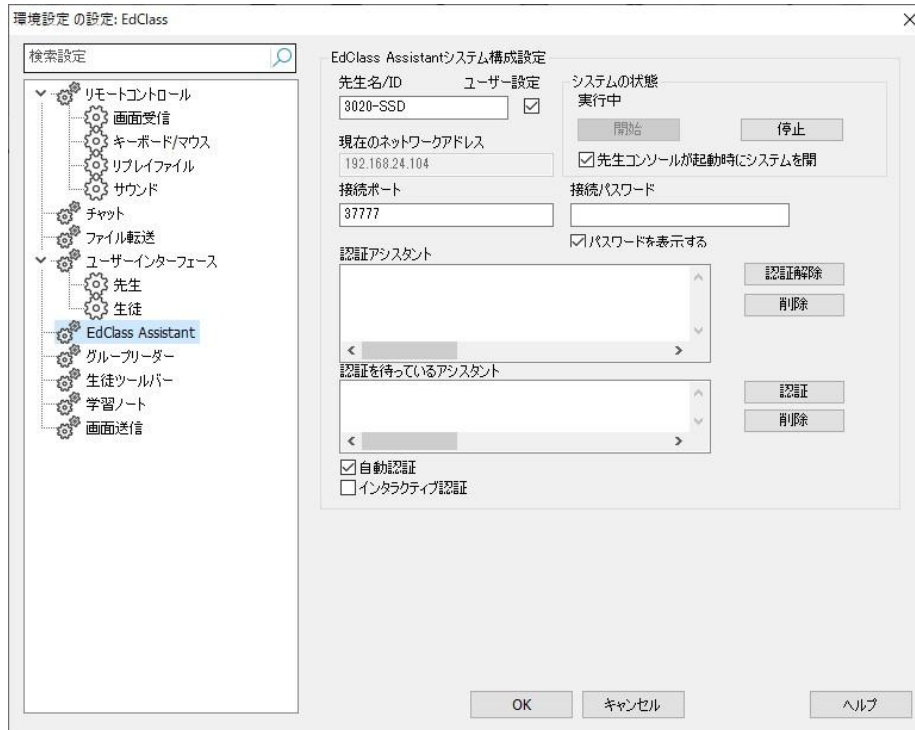 環境設定 の設定: EdClass
検索設定
リモートコントロール
画面受信
キーボード/マウス
リプレイファイル
サウンド
チャット
ファイル転送
ユーザーインターフェース
先生
生徒
EdClass Assistant
グループリーダー
生徒ツールバー
学習ノート
画面送信
EdClass Assistantシステム構成設定
先生名/ID
ユーザー設定
3020-SSD
現在のネットワークアドレス
192.168.24.104
接続ポート
37777
システムの状態
実行中
開始
停止
先生コンソールが起動時にシステムを開
接続パスワード
パスワードを表示する
認証アシスタント
認証解除
削除
認証を待っているアシスタント
認証
削除
自動認証
インタラクティブ認証
OK
キャンセル
ヘルプ